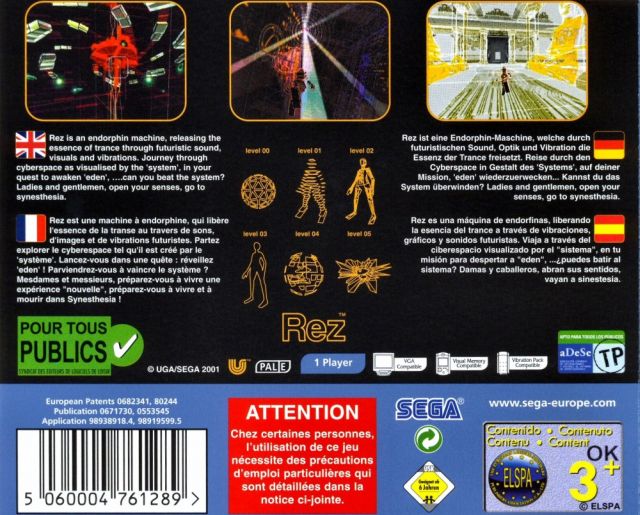 Rez is an endorphin machine, releasing the
essence of trance through futuristic sound,
visuals and vibrations. Journey through
cyberspace as visualised by the 'system', in your
quest to awaken 'eden', ....can you beat the system?
Ladies and gentlemen, open your senses, go to
synesthesia.
Rez est une machine à endorphine, qui libère
l'essence de la transe au travers de sons,
d'images et de vibrations futuristes. Partez
explorer le cyberespace tel qu'il est créé par le
'système'. Lancez-vous dans une quête : réveillez
'eden' ! Parviendrez-vous à vaincre le système ?
Mesdames et messieurs, préparez-vous à vivre une
expérience "nouvelle", préparez-vous à vivre et à
mourir dans Synesthesia !
level 00
level 01
level 02
level 03
level 04
level 05
Rez ist eine Endorphin-Maschine, welche durch
futuristischen Sound, Optik und Vibration die
Essenz der Trance freisetzt. Reise durch den
Cyberspace in Gestalt des 'Systems', auf deiner
Mission, 'eden' wiederzuerwecken... Kannst du das
System überwinden? Ladies and gentlemen, open
your senses, go to synesthesia.
Rez es una máquina de endorfinas, liberando
la esencia del trance a través de vibraciones,
gráficos y sonidos futuristas. Viaja a través del
ciberespacio visualizado por el "sistema", en tu
misión para despertar a "eden", ...¿puedes batir al
sistema? Damas y caballeros, abran sus sentidos,
vayan a sinestesia.
Rez™
POUR TOUS
PUBLICS
SYNDICAT DES EDITEURS DE LOGICIELS DE LOISIR
© UGA/SEGA 2001
PAL/E
1 Player
VGA
Compatible
Visual Memory
Compatible
Vibration Pack
Compatible
APTO PARA TODOS LOS PUBLICOS
aDeSe
TP
European Patents 0682341, 80244
Publication 0671730, 0553545
Application 98938918.4, 98919599.5
5 060004 761289 >
ATTENTION
Chez certaines personnes,
l'utilisation de ce jeu
nécessite des précautions
d'emploi particulières qui
sont détaillées dans la
notice ci-jointe.
SEGA®
USK
Geeignet ab
6 Jahren
www.sega-europe.com
Contenido • Contenuto
Contenu • Content
ELSPA
OK
3+
© ELSPA